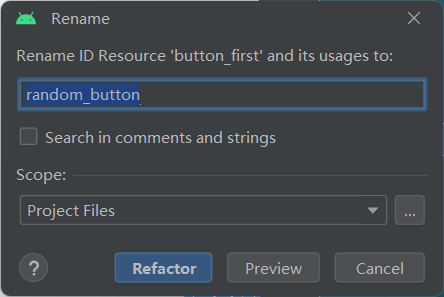 Rename
Rename ID Resource 'button_first' and its usages to:
random_button
Search in comments and strings
Scope:
Project Files
...
?
Refactor
Preview
Cancel